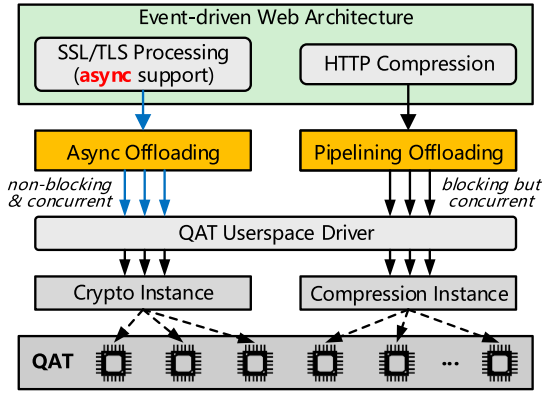 Event-driven Web Architecture
SSL/TLS Processing
(async support)
HTTP Compression
Async Offloading
Pipelining Offloading
non-blocking
& concurrent
blocking but
concurrent
QAT Userspace Driver
Crypto Instance
Compression Instance
QAT
...